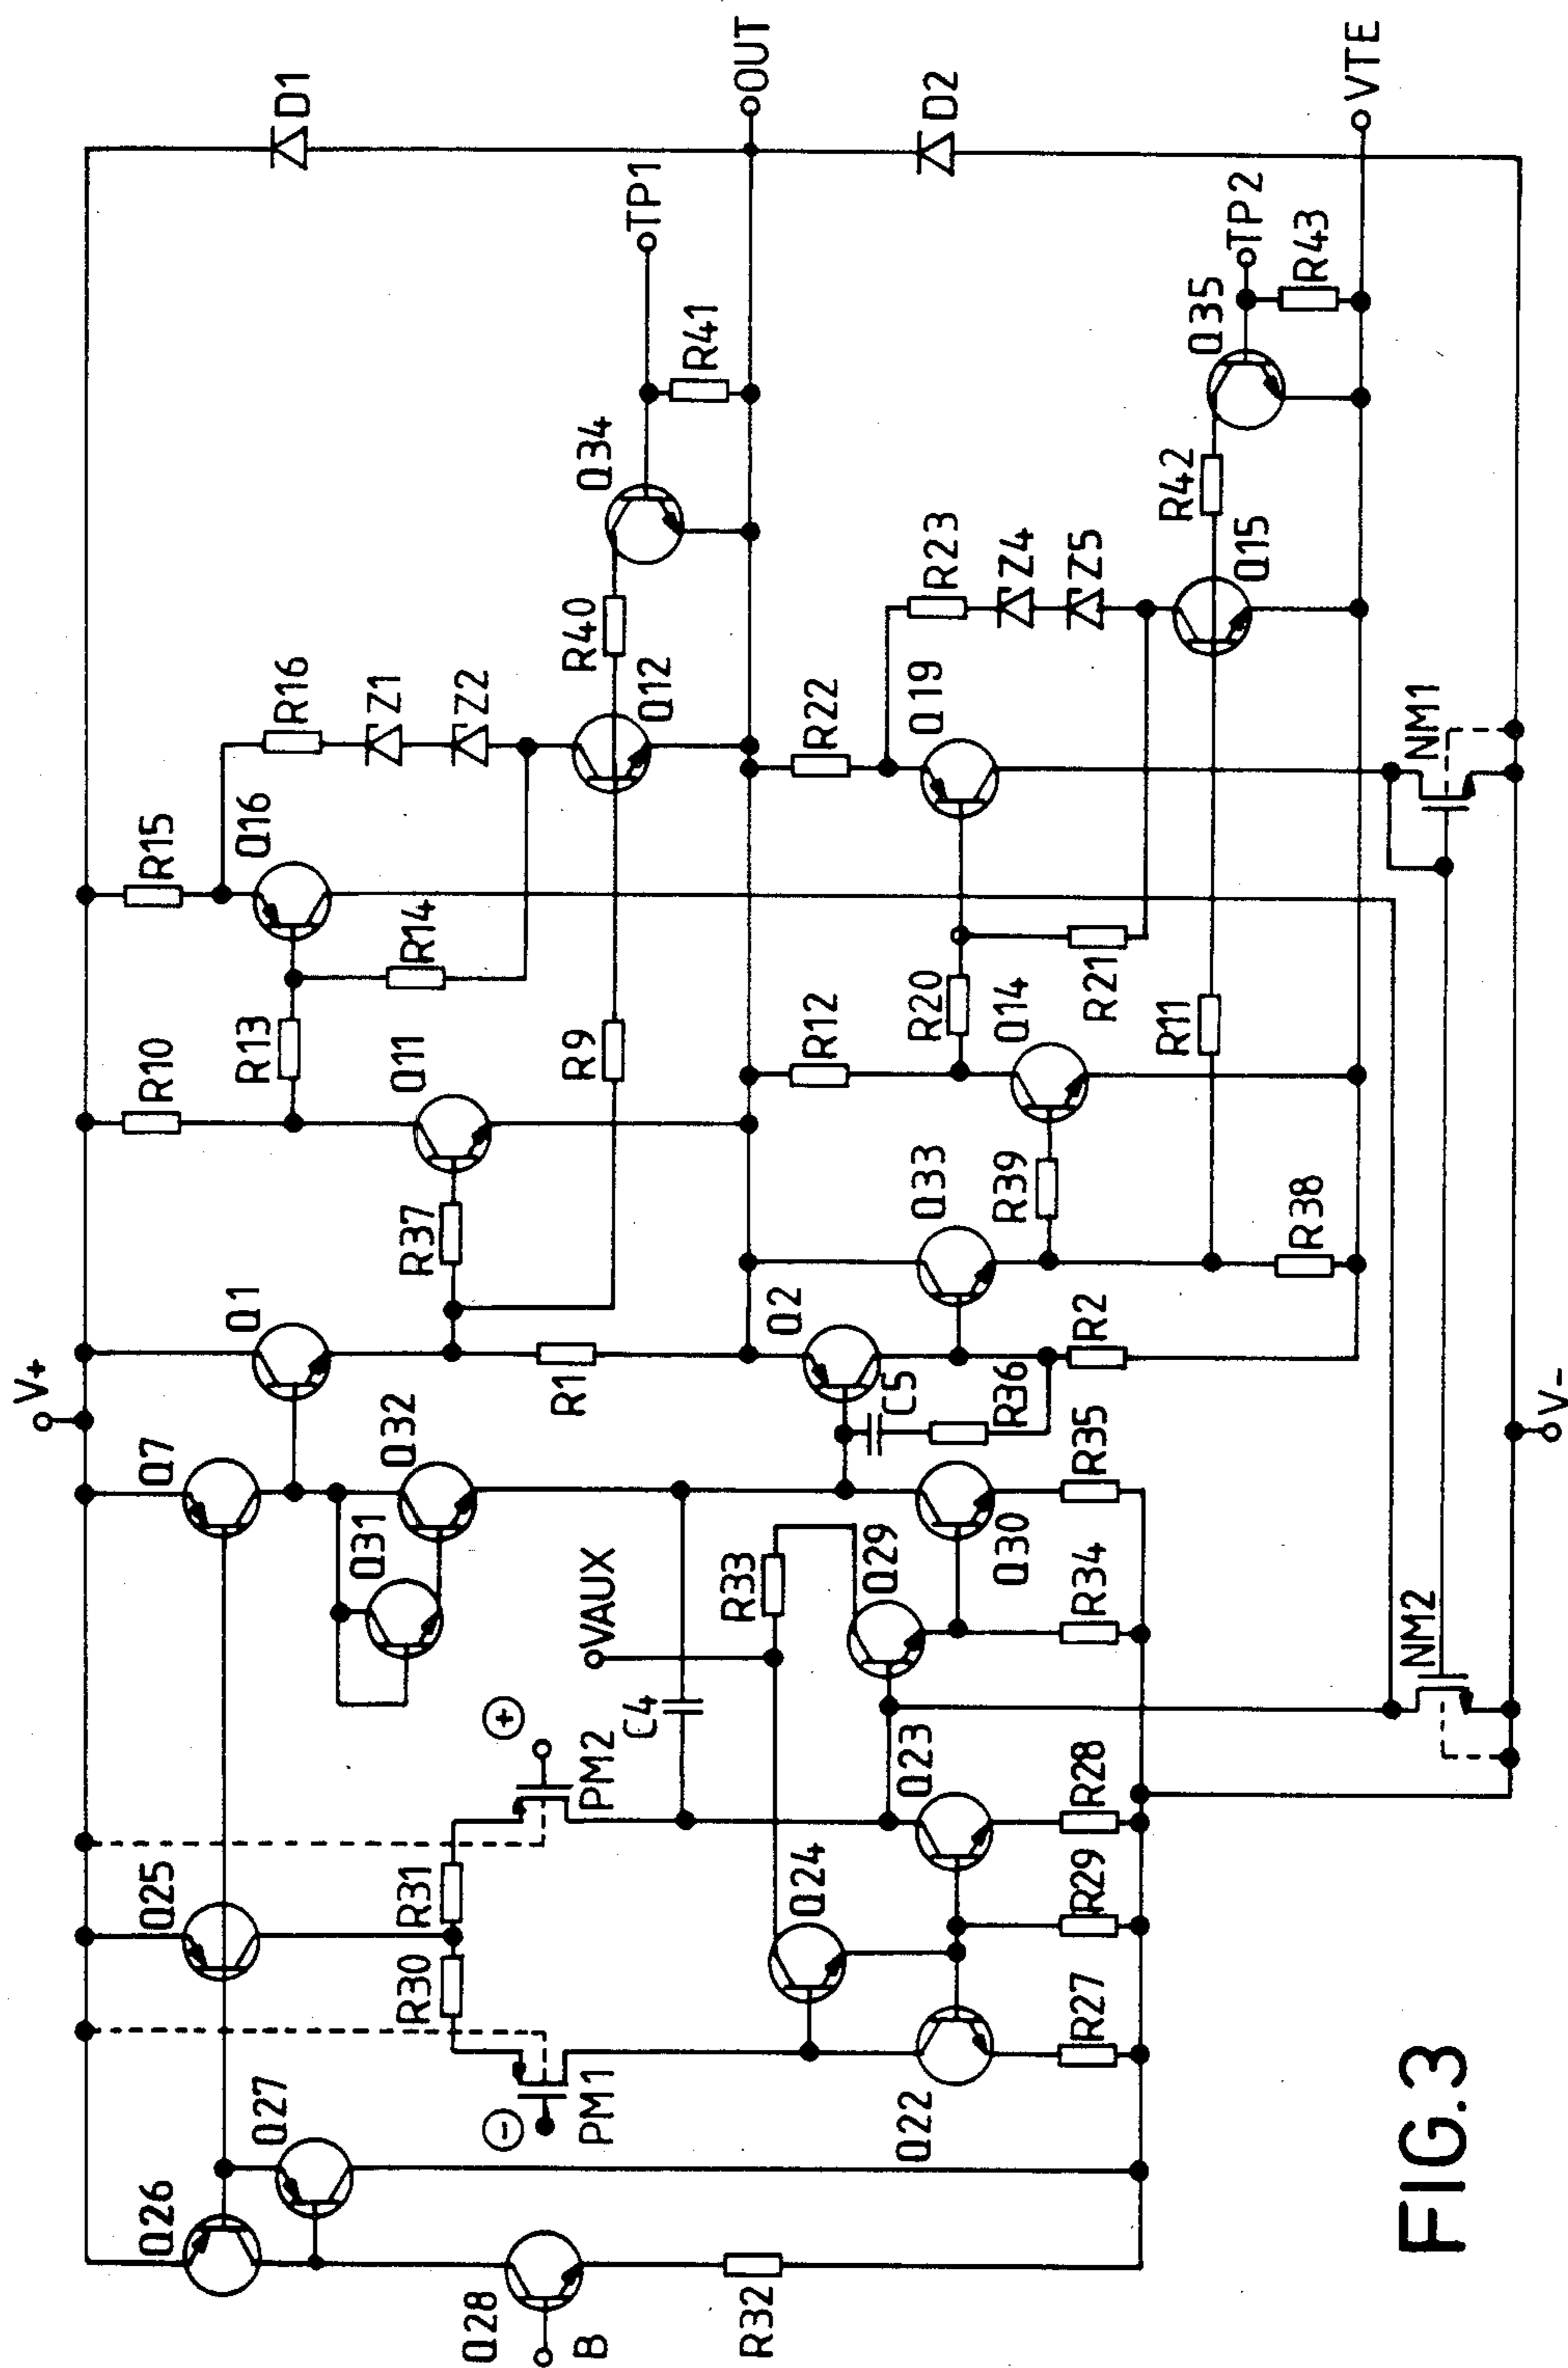 V+
V-
Q26
Q27
Q28
B
R32
Q25
R30
R31
PM1
-
PM2
+
Q22
Q24
Q23
R27
R29
R28
C4
VAUX
R33
Q7
Q31
Q32
Q29
Q30
R34
R35
Q1
R1
Q2
C5
R36
R2
R37
Q33
R39
R38
R10
Q11
R13
R9
R12
R20
Q14
R21
R11
R15
Q16
R14
R16
Z1
Z2
Q12
R40
Q34
R41
TP1
D1
OUT
D2
R22
Q19
R23
Z4
Z5
Q15
R42
Q35
R43
TP2
VTE
NM1
NM2
FIG.3